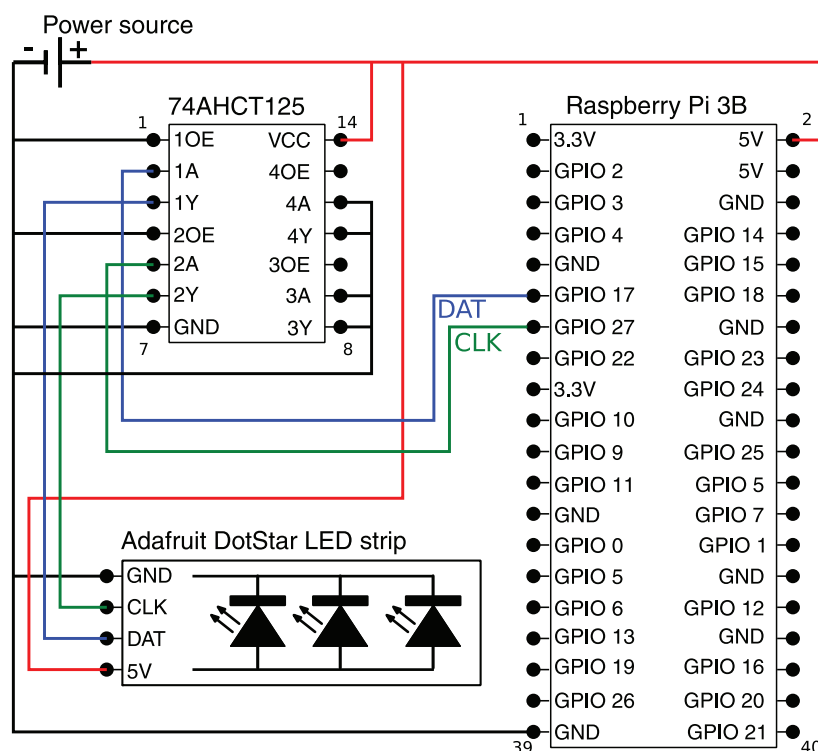 Power source
- +
74AHCT125
1 14
1OE VCC
1A 4OE
1Y 4A
2OE 4Y
2A 3OE
2Y 3A
GND 3Y
7 8
Raspberry Pi 3B
1 2
3.3V 5V
GPIO 2 5V
GPIO 3 GND
GPIO 4 GPIO 14
GND GPIO 15
GPIO 17 GPIO 18
GPIO 27 GND
GPIO 22 GPIO 23
3.3V GPIO 24
GPIO 10 GND
GPIO 9 GPIO 25
GPIO 11 GPIO 5
GND GPIO 7
GPIO 0 GPIO 1
GPIO 5 GND
GPIO 6 GPIO 12
GPIO 13 GND
GPIO 19 GPIO 16
GPIO 26 GPIO 20
GND GPIO 21
39 40
DAT
CLK
Adafruit DotStar LED strip
GND
CLK
DAT
5V